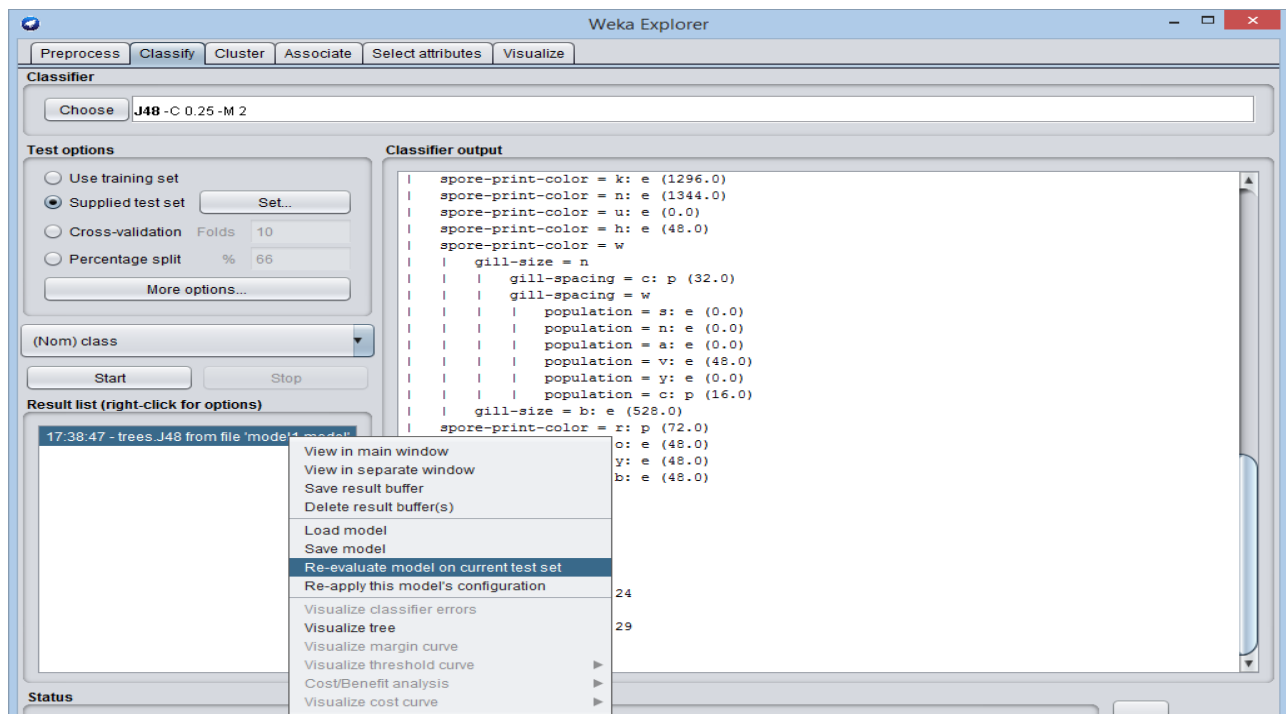 Weka Explorer
Preprocess Classify Cluster Associate Select attributes Visualize
Classifier
Choose J48 -C 0.25 -M 2
Test options
Use training set
Supplied test set Set...
Cross-validation Folds 10
Percentage split % 66
More options...
(Nom) class
Start Stop
Result list (right-click for options)
17:38:47 - trees.J48 from file 'model1.model'
Classifier output
| spore-print-color = k: e (1296.0)
| spore-print-color = n: e (1344.0)
| spore-print-color = u: e (0.0)
| spore-print-color = h: e (48.0)
| spore-print-color = w
| | gill-size = n
| | | gill-spacing = c: p (32.0)
| | | gill-spacing = w
| | | | population = s: e (0.0)
| | | | population = n: e (0.0)
| | | | population = a: e (0.0)
| | | | population = v: e (48.0)
| | | | population = y: e (0.0)
| | | | population = c: p (16.0)
| | gill-size = b: e (528.0)
| spore-print-color = r: p (72.0)
o: e (48.0)
y: e (48.0)
b: e (48.0)
24
29
View in main window
View in separate window
Save result buffer
Delete result buffer(s)
Load model
Save model
Re-evaluate model on current test set
Re-apply this model's configuration
Visualize classifier errors
Visualize tree
Visualize margin curve
Visualize threshold curve
Cost/Benefit analysis
Visualize cost curve
Status